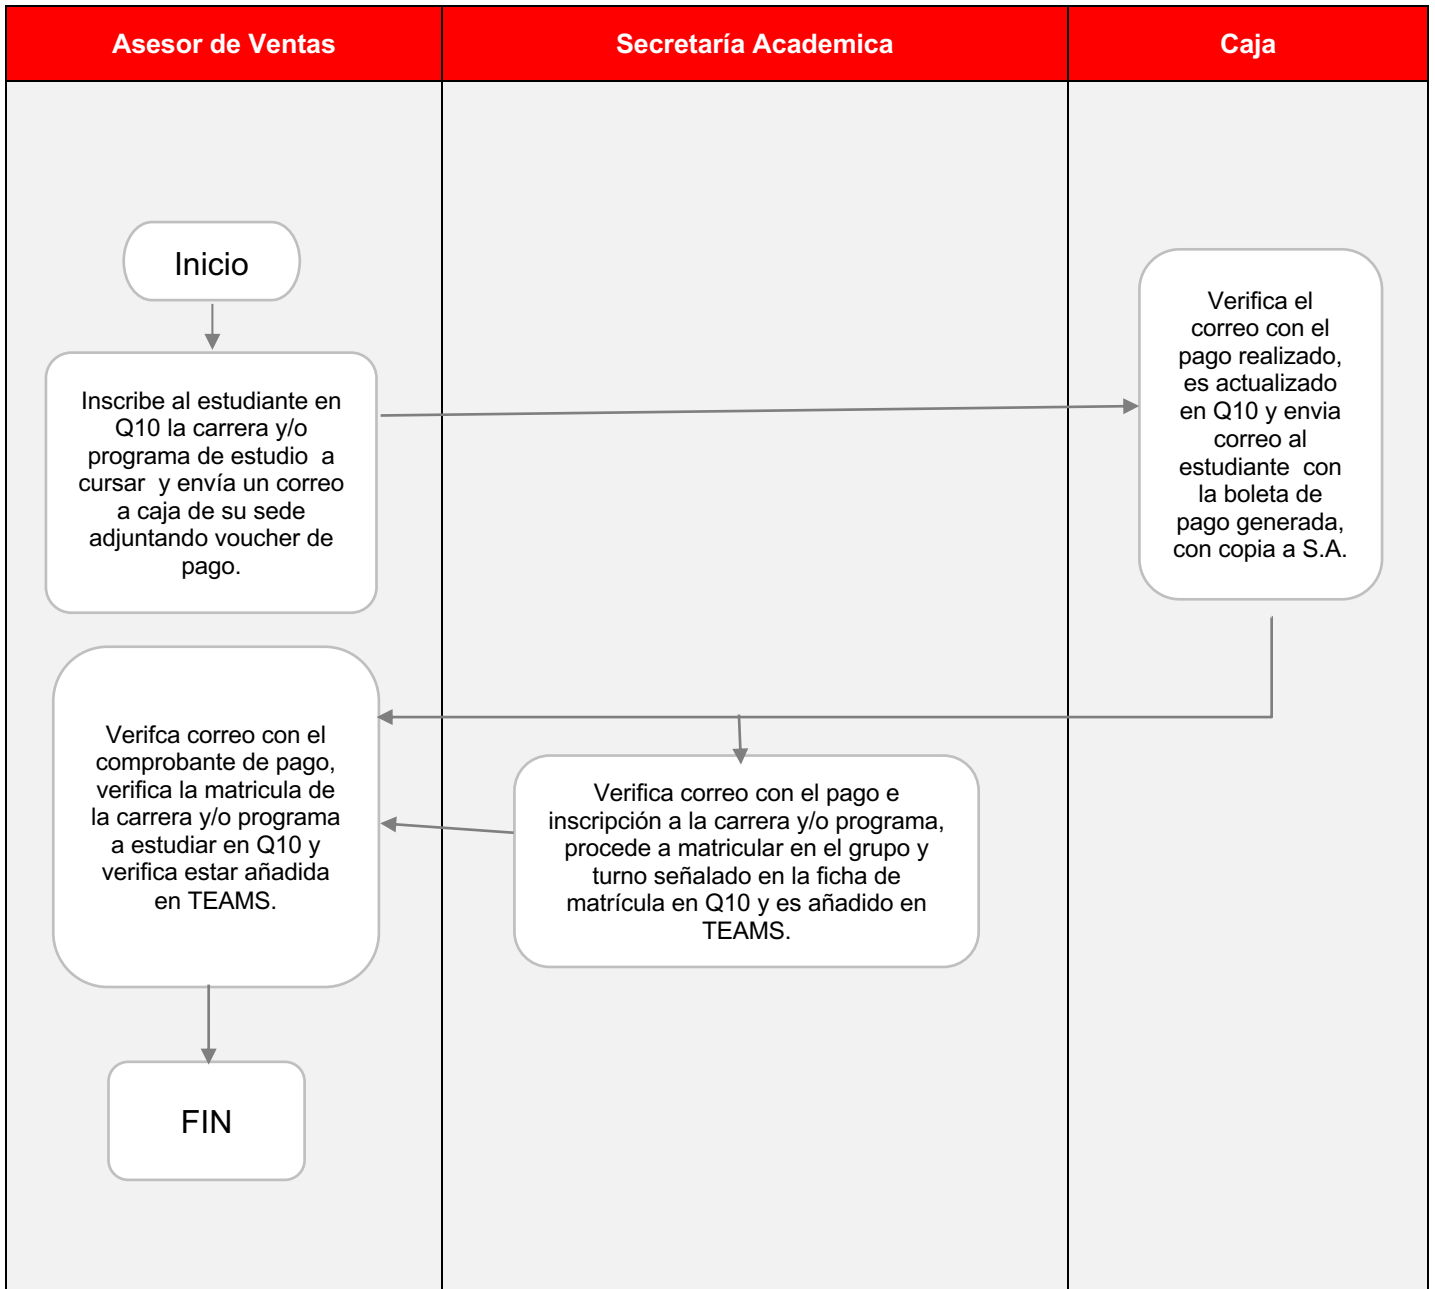 Asesor de Ventas
Secretaría Academica
Caja
Inicio
Inscribe al estudiante en
Q10 la carrera y/o
programa de estudio  a
cursar  y envía un correo
a caja de su sede
adjuntando voucher de
pago.
Verifica el
correo con el
pago realizado,
es actualizado
en Q10 y envia
correo al
estudiante  con
la boleta de
pago generada,
con copia a S.A.
Verifca correo con el
comprobante de pago,
verifica la matricula de
la carrera y/o programa
a estudiar en Q10 y
verifica estar añadida
en TEAMS.
Verifica correo con el pago e
inscripción a la carrera y/o programa,
procede a matricular en el grupo y
turno señalado en la ficha de
matrícula en Q10 y es añadido en
TEAMS.
FIN